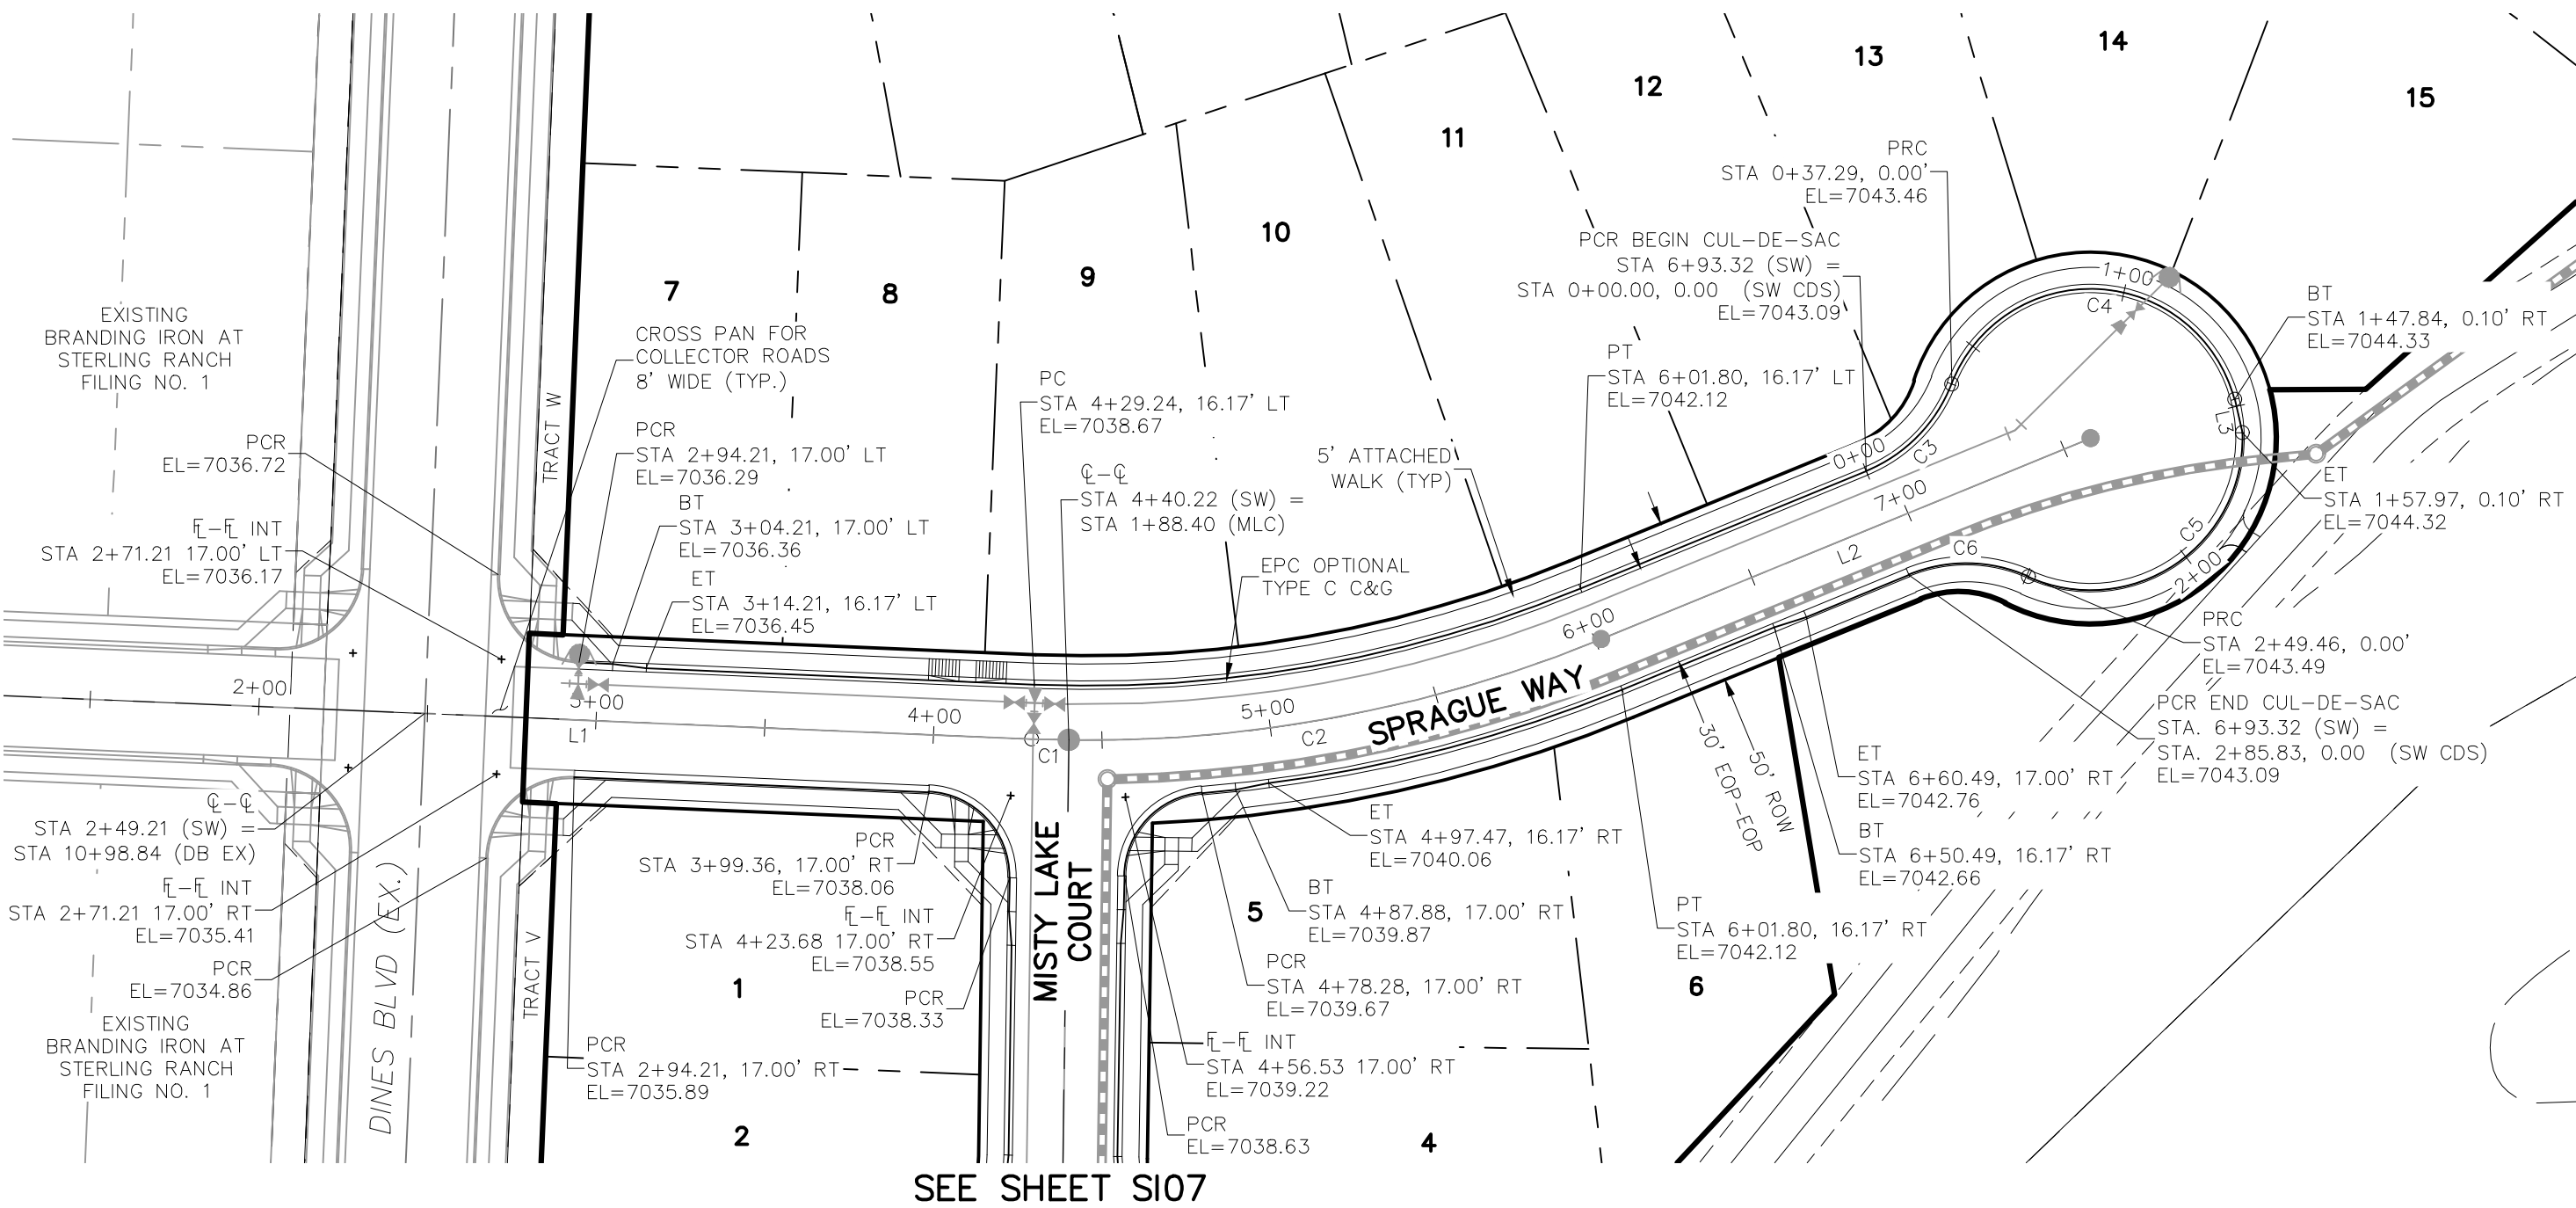 14
13
15
12
11
PRC
STA 0+37.29, 0.00'
EL=7043.46
10
PCR BEGIN CUL-DE-SAC
STA 6+93.32 (SW) =
STA 0+00.00, 0.00 (SW CDS)
EL=7043.09
9
7
8
1+00
C4
BT
STA 1+47.84, 0.10' RT
EL=7044.33
EXISTING
BRANDING IRON AT
STERLING RANCH
FILING NO. 1
CROSS PAN FOR
COLLECTOR ROADS
8' WIDE (TYP.)
PT
STA 6+01.80, 16.17' LT
EL=7042.12
PC
STA 4+29.24, 16.17' LT
EL=7038.67
TRACT W
L3
PCR
EL=7036.72
PCR
STA 2+94.21, 17.00' LT
EL=7036.29
5' ATTACHED
WALK (TYP)
0+00
C3
℄-℄
STA 4+40.22 (SW) =
STA 1+88.40 (MLC)
ET
STA 1+57.97, 0.10' RT
EL=7044.32
7+00
BT
STA 3+04.21, 17.00' LT
EL=7036.36
FL-FL INT
STA 2+71.21 17.00' LT
EL=7036.17
C5
L2
C6
EPC OPTIONAL
TYPE C C&G
2+00
ET
STA 3+14.21, 16.17' LT
EL=7036.45
6+00
PRC
STA 2+49.46, 0.00'
EL=7043.49
2+00
3+00
4+00
5+00
SPRAGUE WAY
L1
C1
C2
PCR END CUL-DE-SAC
STA. 6+93.32 (SW) =
STA. 2+85.83, 0.00 (SW CDS)
EL=7043.09
30' EOP-EOP
50' ROW
ET
STA 6+60.49, 17.00' RT
EL=7042.76
℄-℄
STA 2+49.21 (SW) =
STA 10+98.84 (DB EX)
ET
STA 4+97.47, 16.17' RT
EL=7040.06
BT
STA 6+50.49, 16.17' RT
EL=7042.66
PCR
STA 3+99.36, 17.00' RT
EL=7038.06
MISTY LAKE
COURT
FL-FL INT
STA 2+71.21 17.00' RT
EL=7035.41
DINES BLVD (EX.)
BT
STA 4+87.88, 17.00' RT
EL=7039.87
5
PT
STA 6+01.80, 16.17' RT
EL=7042.12
FL-FL INT
STA 4+23.68 17.00' RT
EL=7038.55
PCR
EL=7034.86
TRACT V
1
PCR
STA 4+78.28, 17.00' RT
EL=7039.67
6
PCR
EL=7038.33
EXISTING
BRANDING IRON AT
STERLING RANCH
FILING NO. 1
PCR
STA 2+94.21, 17.00' RT
EL=7035.89
FL-FL INT
STA 4+56.53 17.00' RT
EL=7039.22
2
PCR
EL=7038.63
4
SEE SHEET SI07